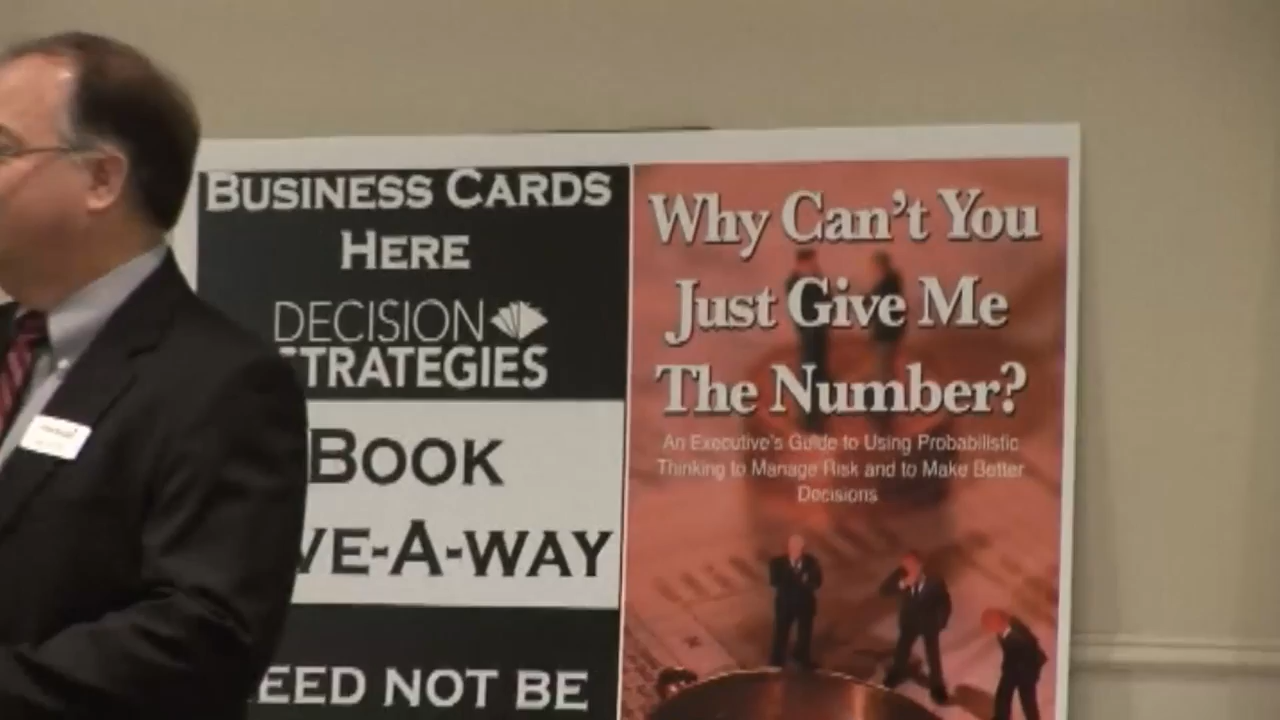 BUSINESS CARDS
HERE
DECISION
STRATEGIES
BOOK
VE-A-WAY
EED NOT BE
Why Can't You
Just Give Me
The Number?
An Executive's Guide to Using Probabilistic
Thinking to Manage Risk and to Make Better
Decisions